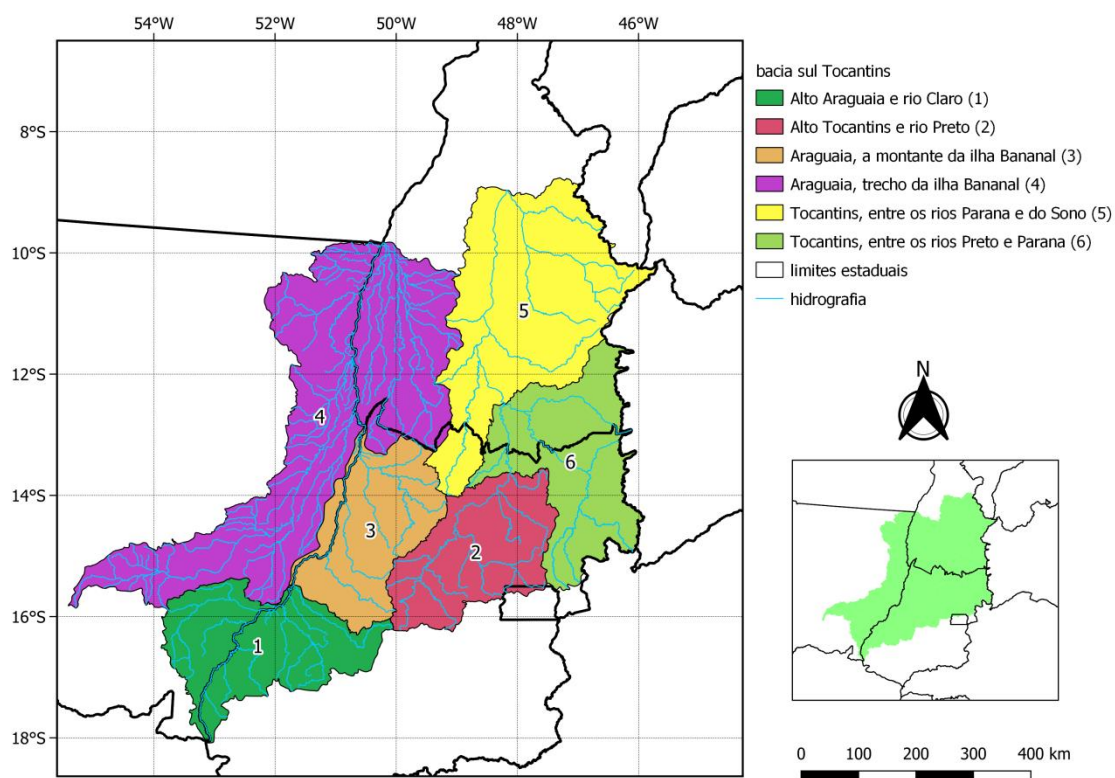 54°W 52°W 50°W 48°W 46°W
8°S
10°S
12°S
14°S
16°S
18°S
1
2
3
4
5
6
bacia sul Tocantins
Alto Araguaia e rio Claro (1)
Alto Tocantins e rio Preto (2)
Araguaia, a montante da ilha Bananal (3)
Araguaia, trecho da ilha Bananal (4)
Tocantins, entre os rios Parana e do Sono (5)
Tocantins, entre os rios Preto e Parana (6)
limites estaduais
hidrografia
N
0 100 200 300 400 km